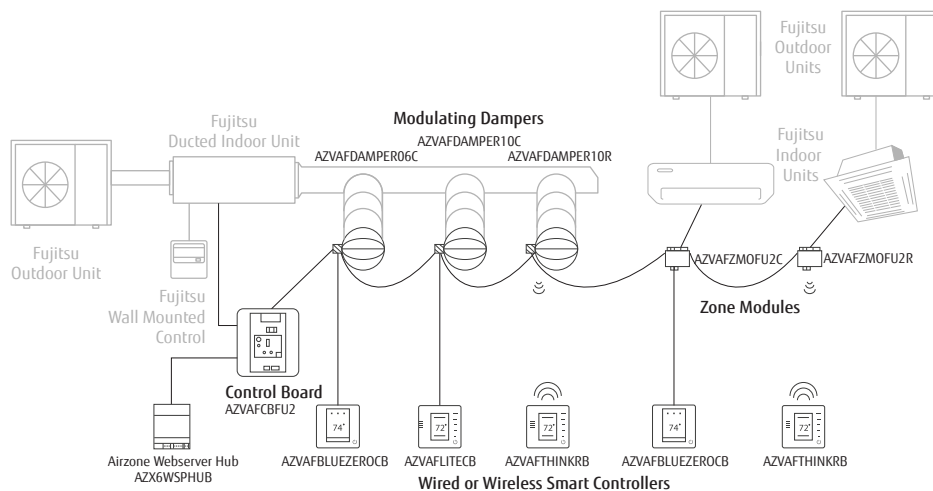 Fujitsu
Outdoor
Units
Fujitsu
Ducted Indoor Unit
Modulating Dampers
AZVAFDAMPER10C
AZVAFDAMPER06C
AZVAFDAMPER10R
Fujitsu
Indoor
Units
Fujitsu
Outdoor Unit
AZVAFZMOFU2C
AZVAFZMOFU2R
Zone Modules
Fujitsu
Wall Mounted
Control
Control Board
AZVAFCBFU2
74°
72°
72°
74°
72°
Airzone Webserver Hub
AZX6WSPHUB
AZVAFBLUEZEROCB
AZVAFLITECB
AZVAFTHINKRB
AZVAFBLUEZEROCB
AZVAFTHINKRB
Wired or Wireless Smart Controllers